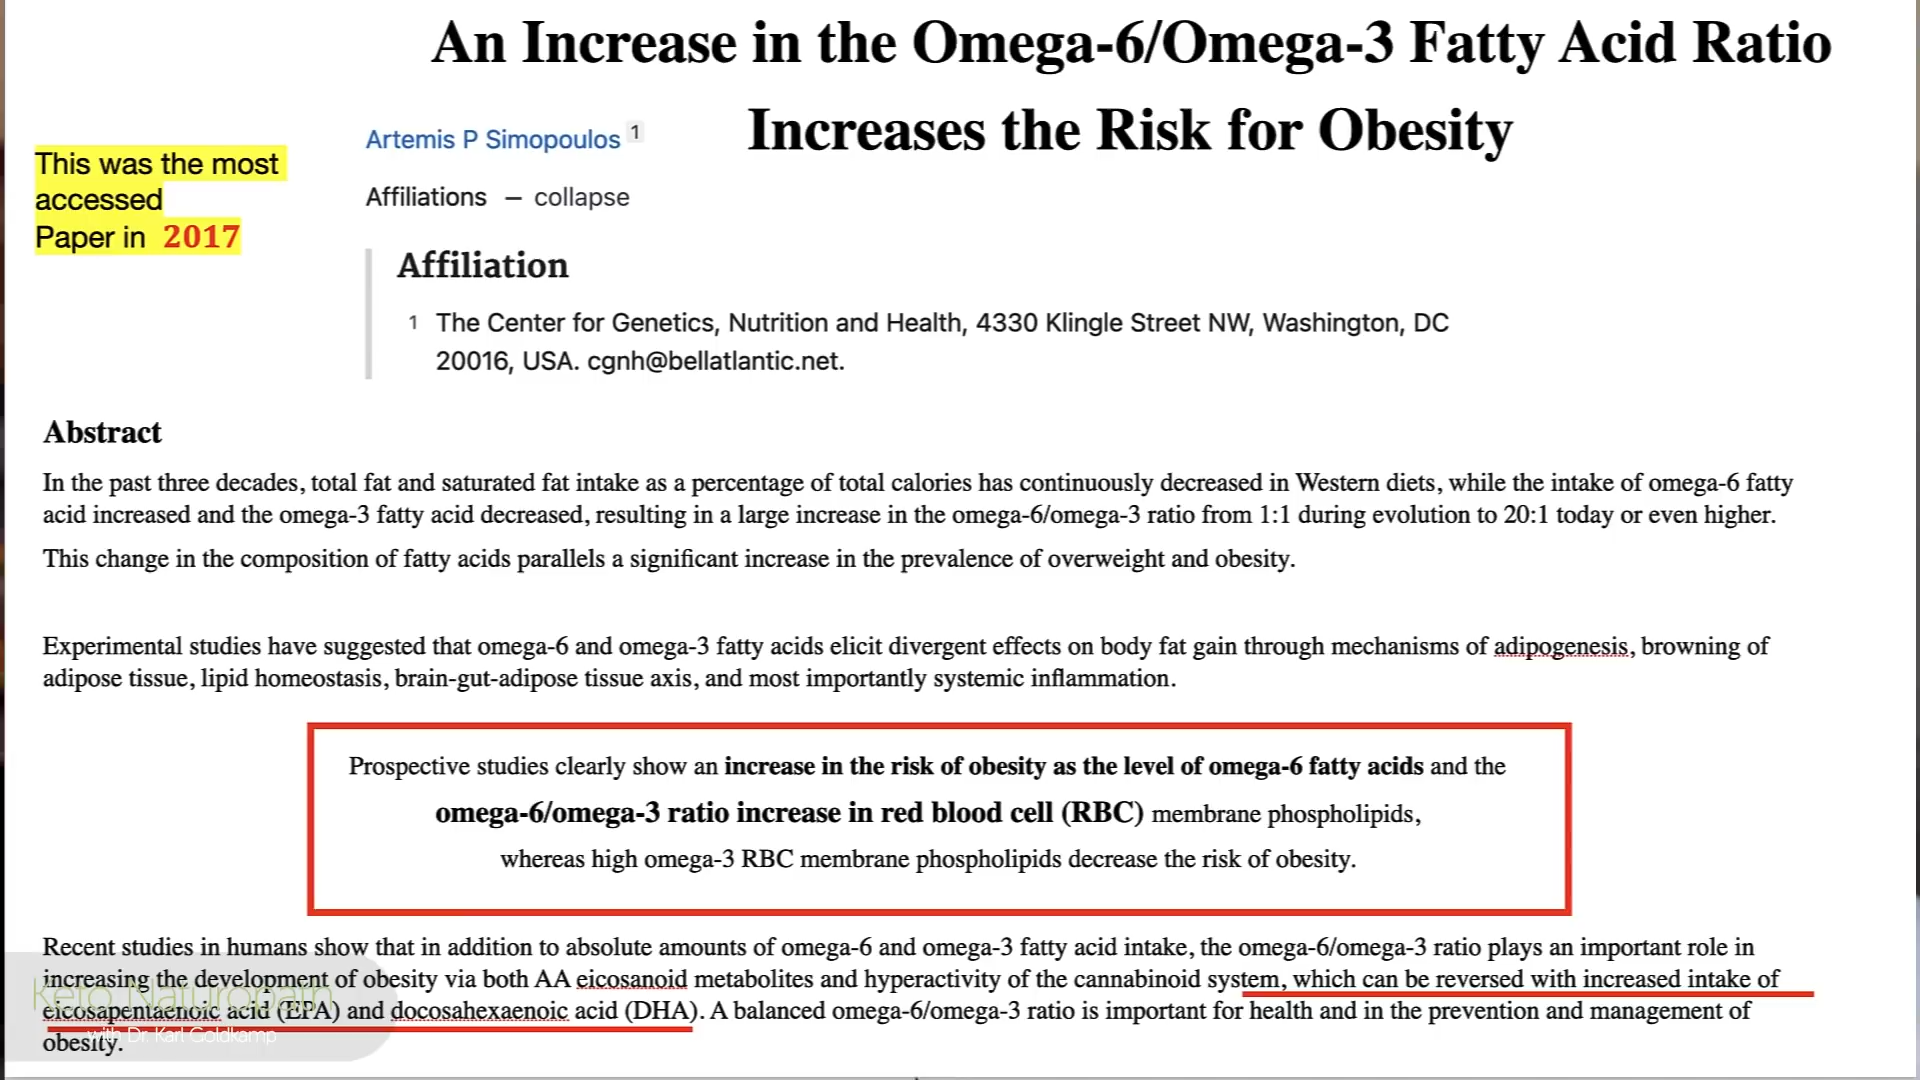 An Increase in the Omega-6/Omega-3 Fatty Acid Ratio
Increases the Risk for Obesity
This was the most
accessed
Paper in 2017
Artemis P Simopoulos 1
Affiliations – collapse
Affiliation
1 The Center for Genetics, Nutrition and Health, 4330 Klingle Street NW, Washington, DC
20016, USA. cgnh@bellatlantic.net.
Abstract
In the past three decades, total fat and saturated fat intake as a percentage of total calories has continuously decreased in Western diets, while the intake of omega-6 fatty
acid increased and the omega-3 fatty acid decreased, resulting in a large increase in the omega-6/omega-3 ratio from 1:1 during evolution to 20:1 today or even higher.
This change in the composition of fatty acids parallels a significant increase in the prevalence of overweight and obesity.
Experimental studies have suggested that omega-6 and omega-3 fatty acids elicit divergent effects on body fat gain through mechanisms of adipogenesis, browning of
adipose tissue, lipid homeostasis, brain-gut-adipose tissue axis, and most importantly systemic inflammation.
Prospective studies clearly show an increase in the risk of obesity as the level of omega-6 fatty acids and the
omega-6/omega-3 ratio increase in red blood cell (RBC) membrane phospholipids,
whereas high omega-3 RBC membrane phospholipids decrease the risk of obesity.
Recent studies in humans show that in addition to absolute amounts of omega-6 and omega-3 fatty acid intake, the omega-6/omega-3 ratio plays an important role in
increasing the development of obesity via both AA eicosanoid metabolites and hyperactivity of the cannabinoid system, which can be reversed with increased intake of
eicosapentaenoic acid (EPA) and docosahexaenoic acid (DHA). A balanced omega-6/omega-3 ratio is important for health and in the prevention and management of
obesity.
Keto Naturopath
with Dr. Karl Goldkamp